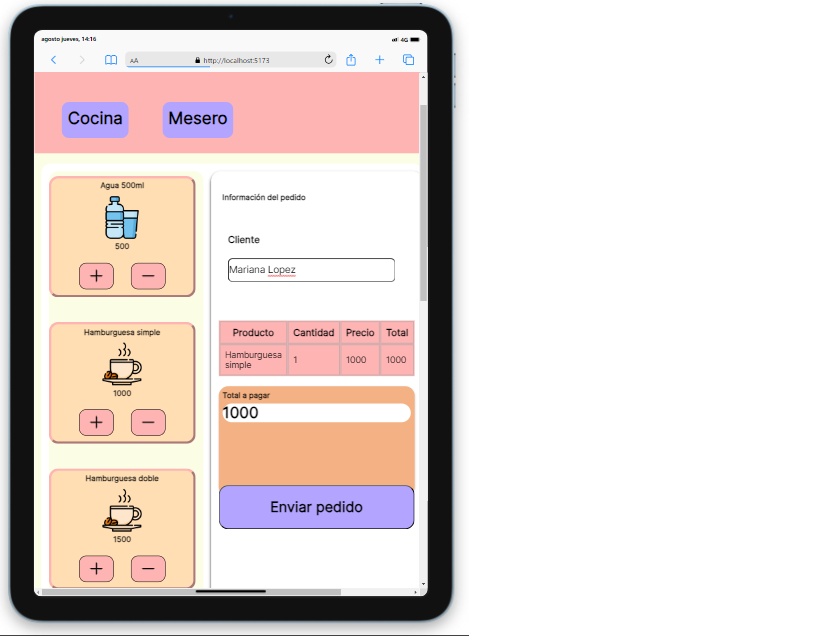 agosto jueves, 14:16
4G
AA
http://localhost:5173
Cocina
Mesero
Agua 500ml
500
+
−
Hamburguesa simple
1000
+
−
Hamburguesa doble
1500
+
−
Información del pedido
Cliente
Mariana Lopez
Producto Cantidad Precio Total
Hamburguesa
simple 1 1000 1000
Total a pagar
1000
Enviar pedido